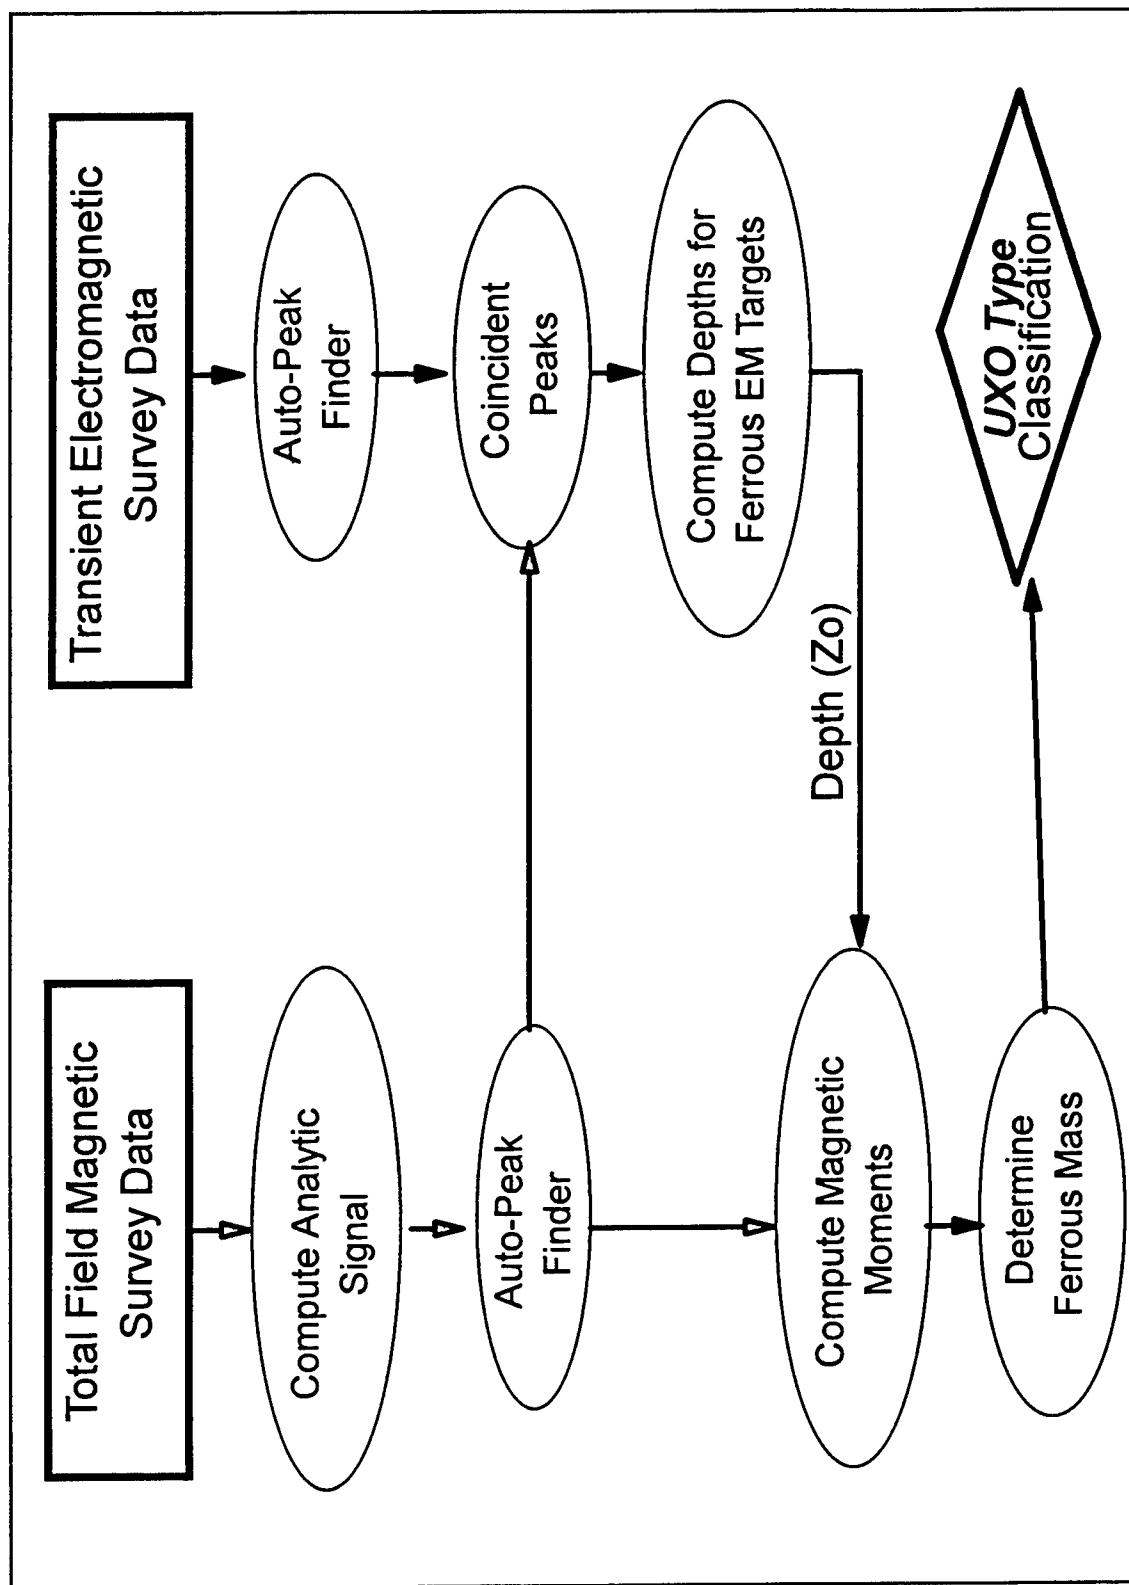 Total Field Magnetic
Survey Data
Transient Electromagnetic
Survey Data
Compute Analytic
Signal
Auto-Peak
Finder
Auto-Peak
Finder
Coincident
Peaks
Compute Depths for
Ferrous EM Targets
Depth (Zo)
Compute Magnetic
Moments
Determine
Ferrous Mass
UXO Type
Classification